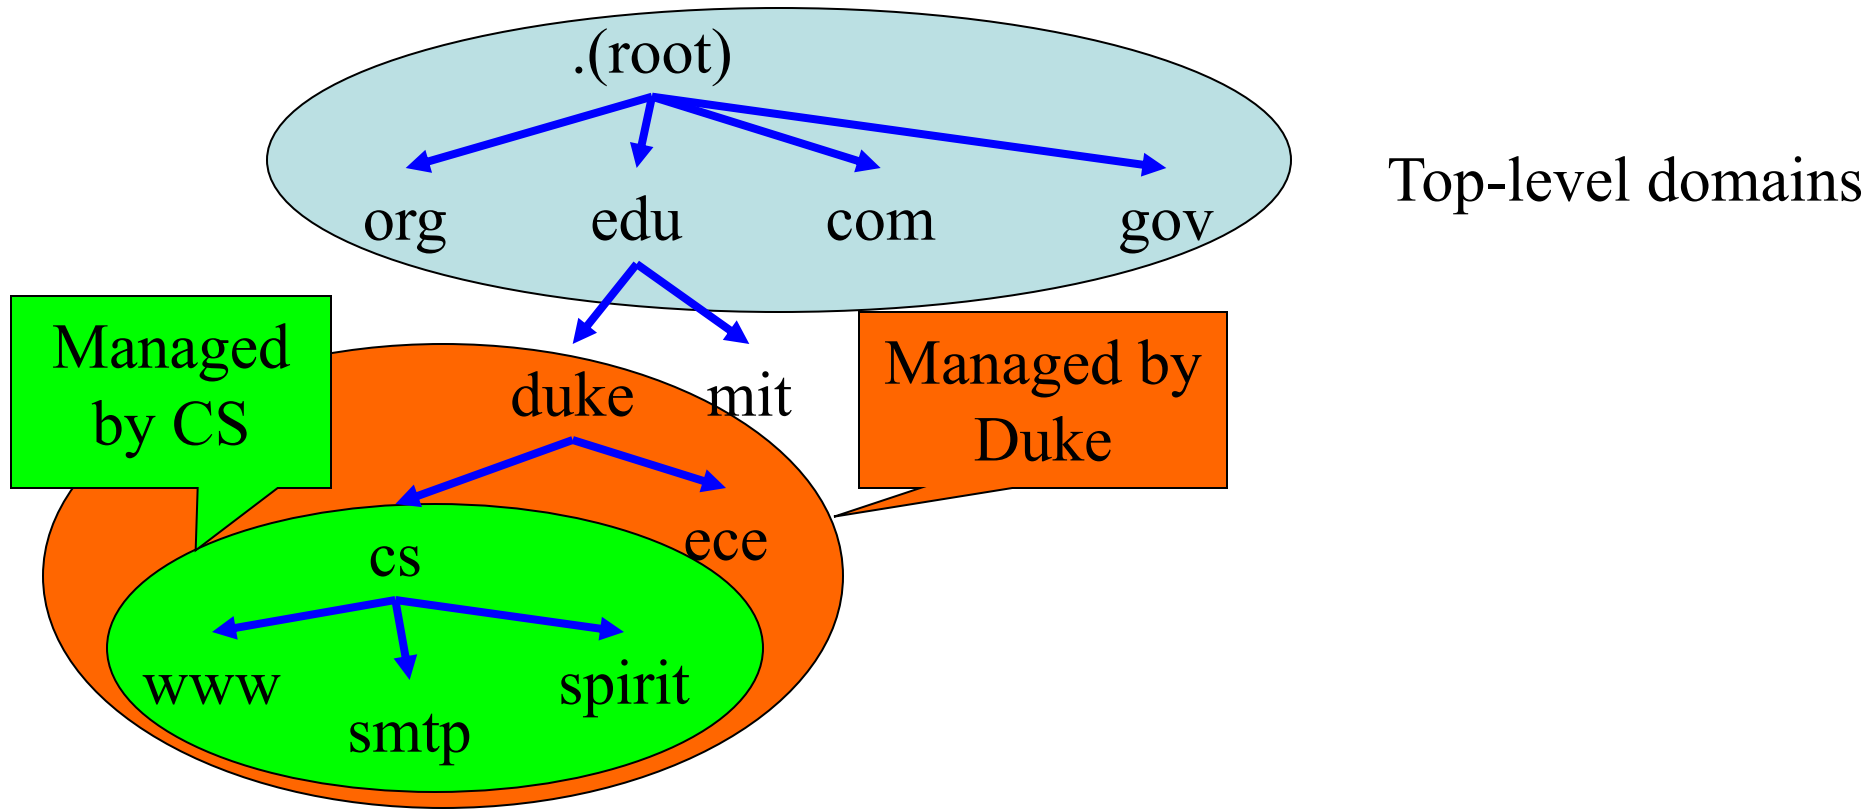 .(root)
Top-level domains
org edu com gov
Managed
by CS
Managed by
Duke
duke mit
cs ece
www spirit
smtp